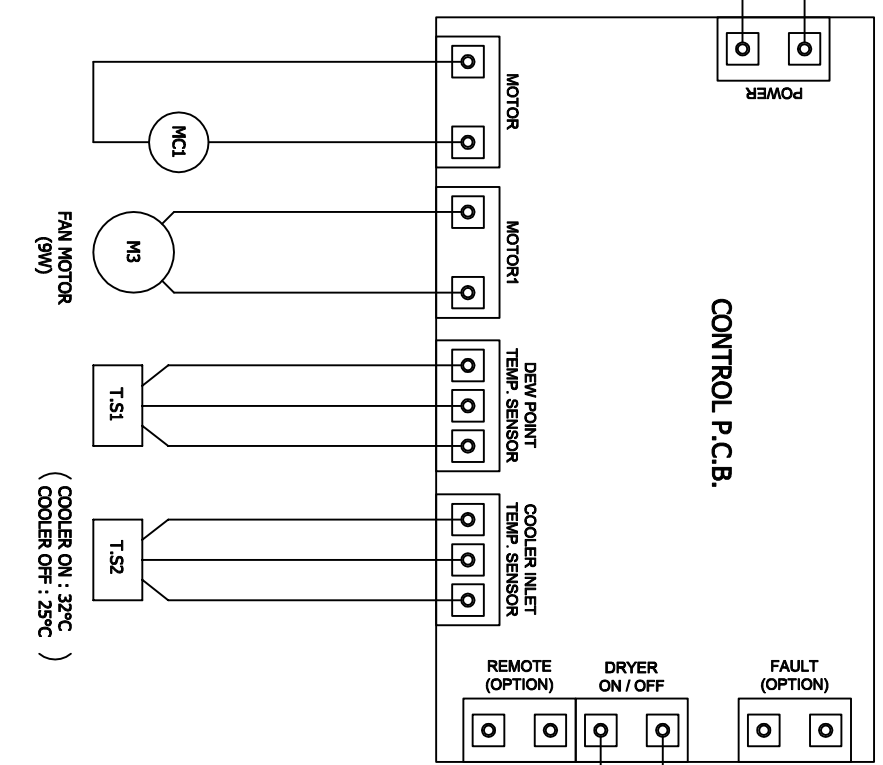 POWER
MOTOR
MC1
MOTOR1
M3
FAN MOTOR
(9W)
CONTROL P.C.B.
DEW POINT
TEMP. SENSOR
T.S1
COOLER INLET
TEMP. SENSOR
T.S2
( COOLER ON : 32°C
COOLER OFF : 25°C )
REMOTE
(OPTION)
DRYER
ON / OFF
FAULT
(OPTION)